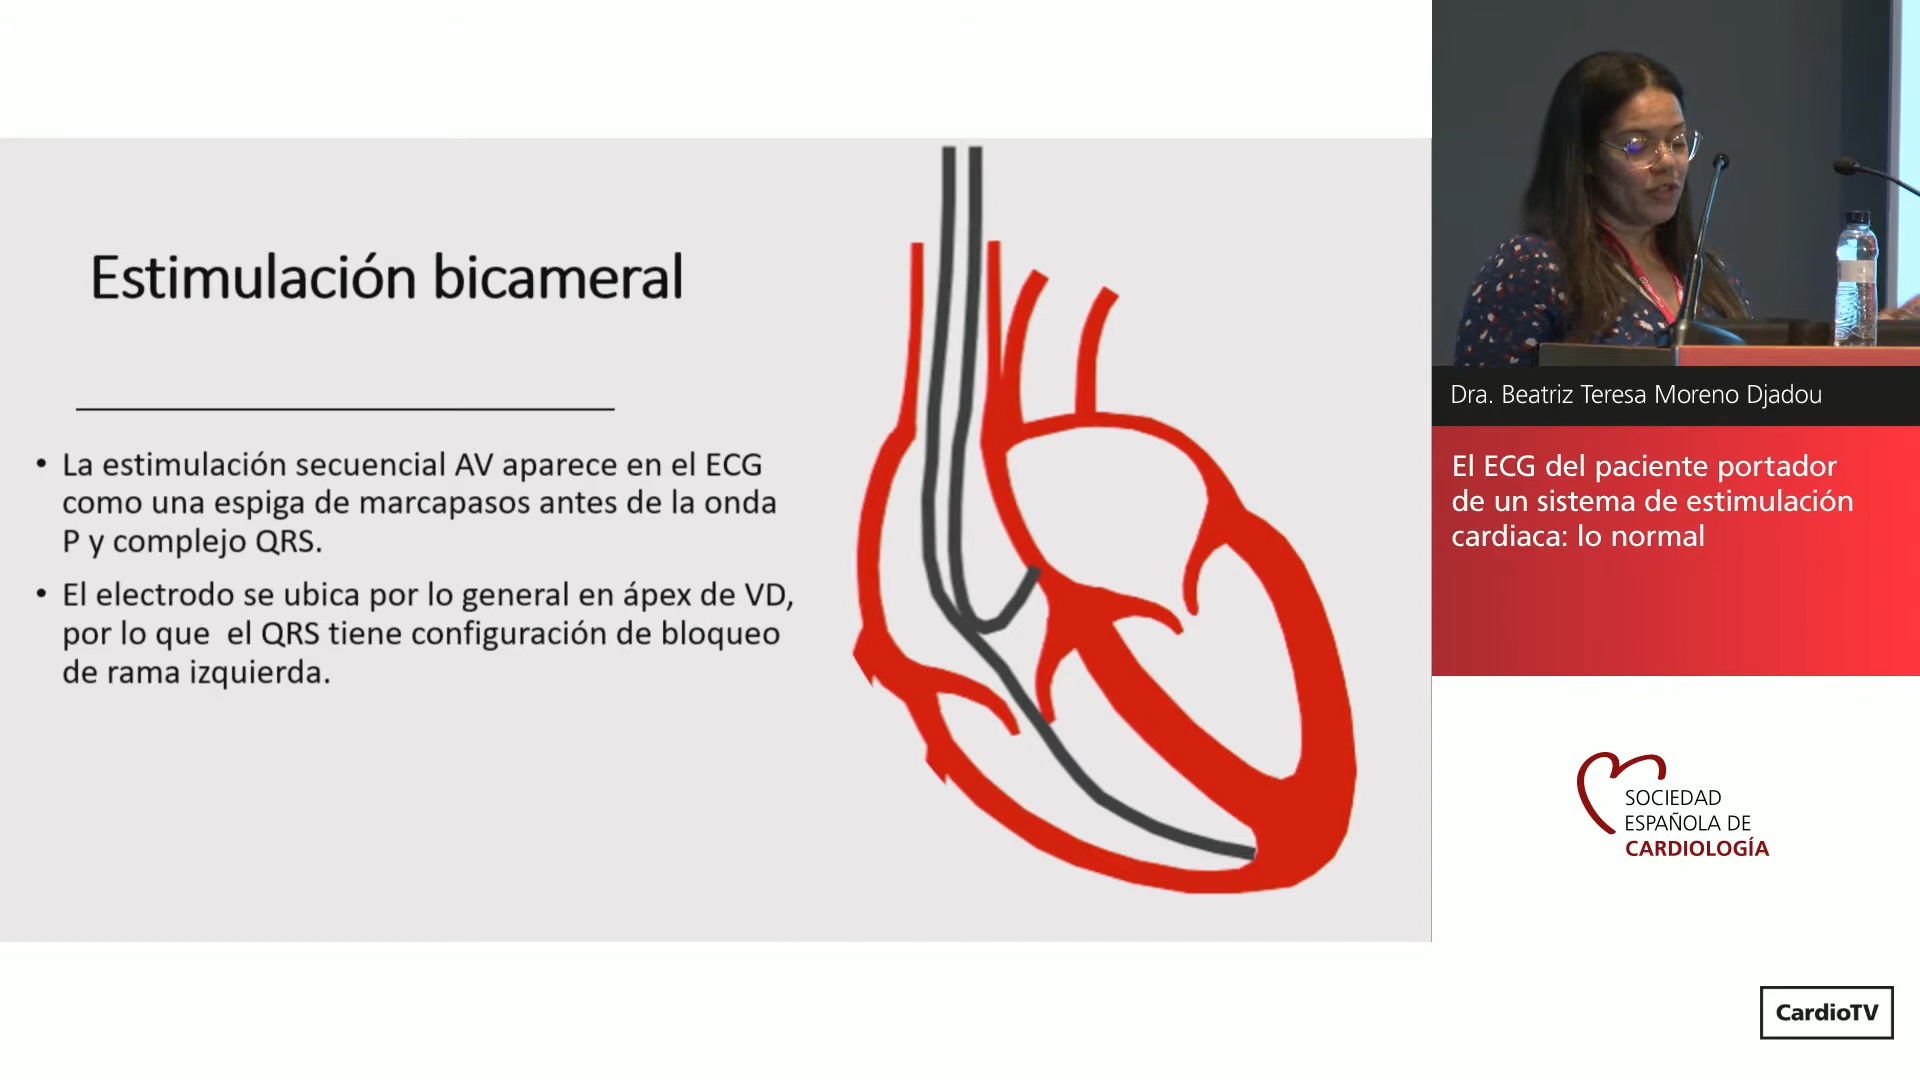 Estimulación bicameral
• La estimulación secuencial AV aparece en el ECG
como una espiga de marcapasos antes de la onda
P y complejo QRS.
• El electrodo se ubica por lo general en ápex de VD,
por lo que el QRS tiene configuración de bloqueo
de rama izquierda.
Dra. Beatriz Teresa Moreno Djadou
El ECG del paciente portador
de un sistema de estimulación
cardiaca: lo normal
SOCIEDAD
ESPAÑOLA DE
CARDIOLOGÍA
CardioTV